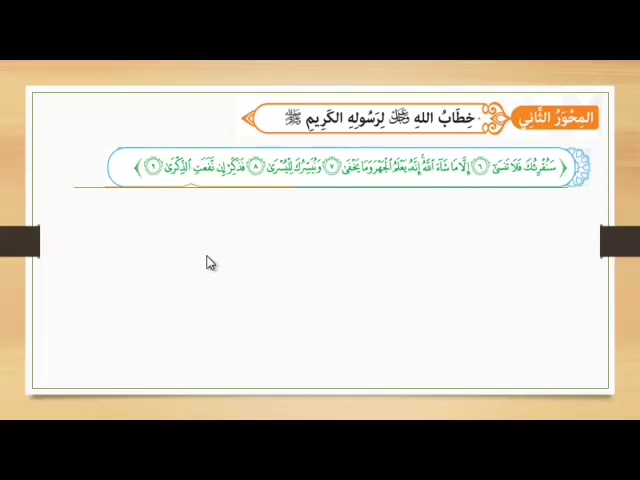 المِحْوَرُ الثَّانِي
خِطَابُ اللهِ ﷻ لِرَسُولِهِ الكَرِيمِ ﷺ
﴿ سَنُقْرِئُكَ فَلَا تَنسَىٰٓ ٦ إِلَّا مَا شَآءَ ٱللَّهُۚ إِنَّهُۥ يَعْلَمُ ٱلْجَهْرَ وَمَا يَخْفَىٰ ٧ وَنُيَسِّرُكَ لِلْيُسْرَىٰ ٨ فَذَكِّرْ إِن نَّفَعَتِ ٱلذِّكْرَىٰ ٩ ﴾